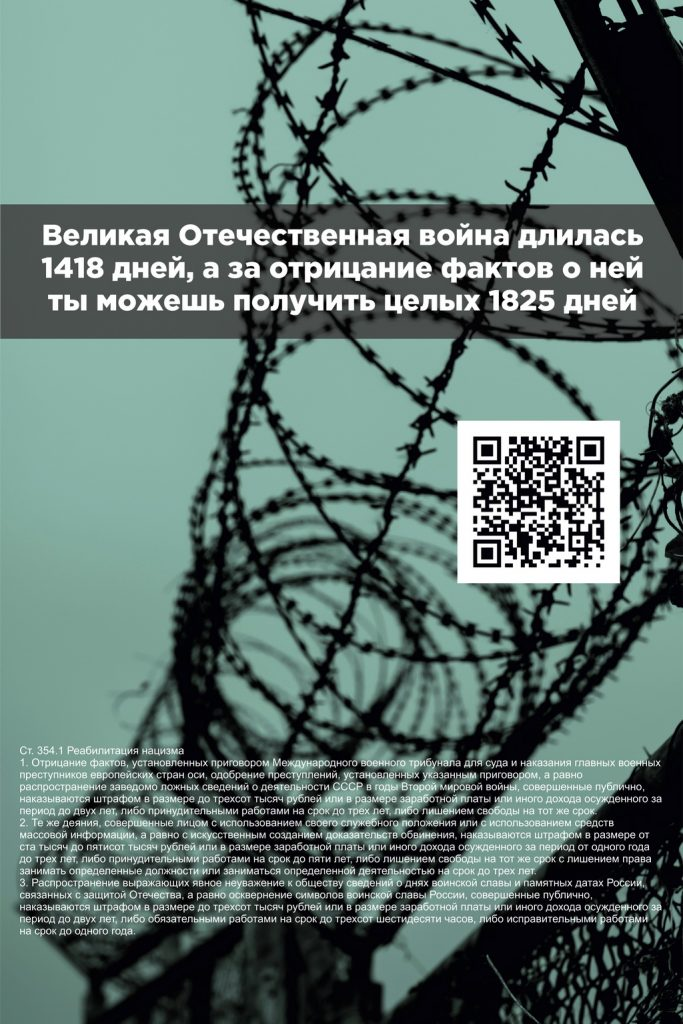 Великая Отечественная война длилась
1418 дней, а за отрицание фактов о ней
ты можешь получить целых 1825 дней
Ст. 354.1 Реабилитация нацизма
1. Отрицание фактов, установленных приговором Международного военного трибунала для суда и наказания главных военных
преступников европейских стран оси, одобрение преступлений, установленных указанным приговором, а равно
распространение заведомо ложных сведений о деятельности СССР в годы Второй мировой войны, совершенные публично,
наказываются штрафом в размере до трехсот тысяч рублей или в размере заработной платы или иного дохода осужденного за
период до двух лет, либо принудительными работами на срок до трех лет, либо лишением свободы на тот же срок.
2. Те же деяния, совершенные лицом с использованием своего служебного положения или с использованием средств
массовой информации, а равно с искусственным созданием доказательств обвинения, наказываются штрафом в размере от
ста тысяч до пятисот тысяч рублей или в размере заработной платы или иного дохода осужденного за период от одного года
до трех лет, либо принудительными работами на срок до пяти лет, либо лишением свободы на тот же срок с лишением права
занимать определенные должности или заниматься определенной деятельностью на срок до трех лет.
3. Распространение выражающих явное неуважение к обществу сведений о днях воинской славы и памятных датах России,
связанных с защитой Отечества, а равно осквернение символов воинской славы России, совершенные публично,
наказываются штрафом в размере до трехсот тысяч рублей или в размере заработной платы или иного дохода осужденного за
период до двух лет, либо обязательными работами на срок до трехсот шестидесяти часов, либо исправительными работами
на срок до одного года.